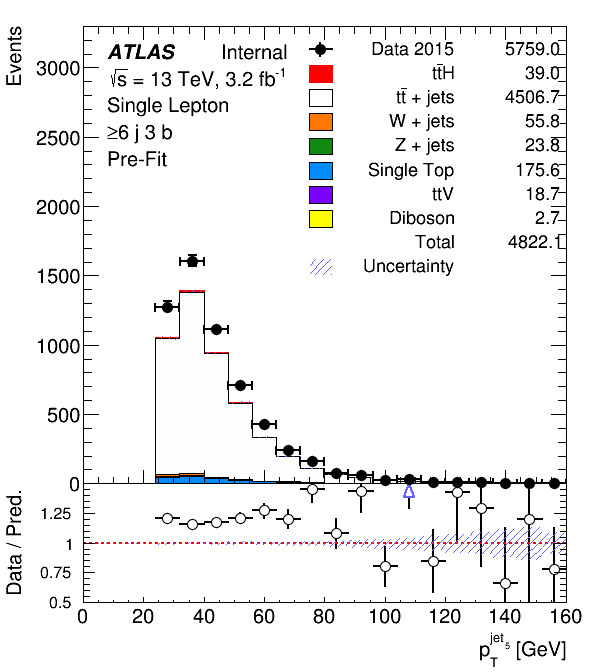 Events
ATLAS Internal
√s = 13 TeV, 3.2 fb⁻¹
Single Lepton
≥6 j 3 b
Pre-Fit
Data 2015 5759.0
tt̄H 39.0
tt̄ + jets 4506.7
W + jets 55.8
Z + jets 23.8
Single Top 175.6
ttV 18.7
Diboson 2.7
Total 4822.1
Uncertainty
3000
2500
2000
1500
1000
500
0
Data / Pred.
1.25
1
0.75
0.5
0 20 40 60 80 100 120 140 160
p_T^{jet_5} [GeV]